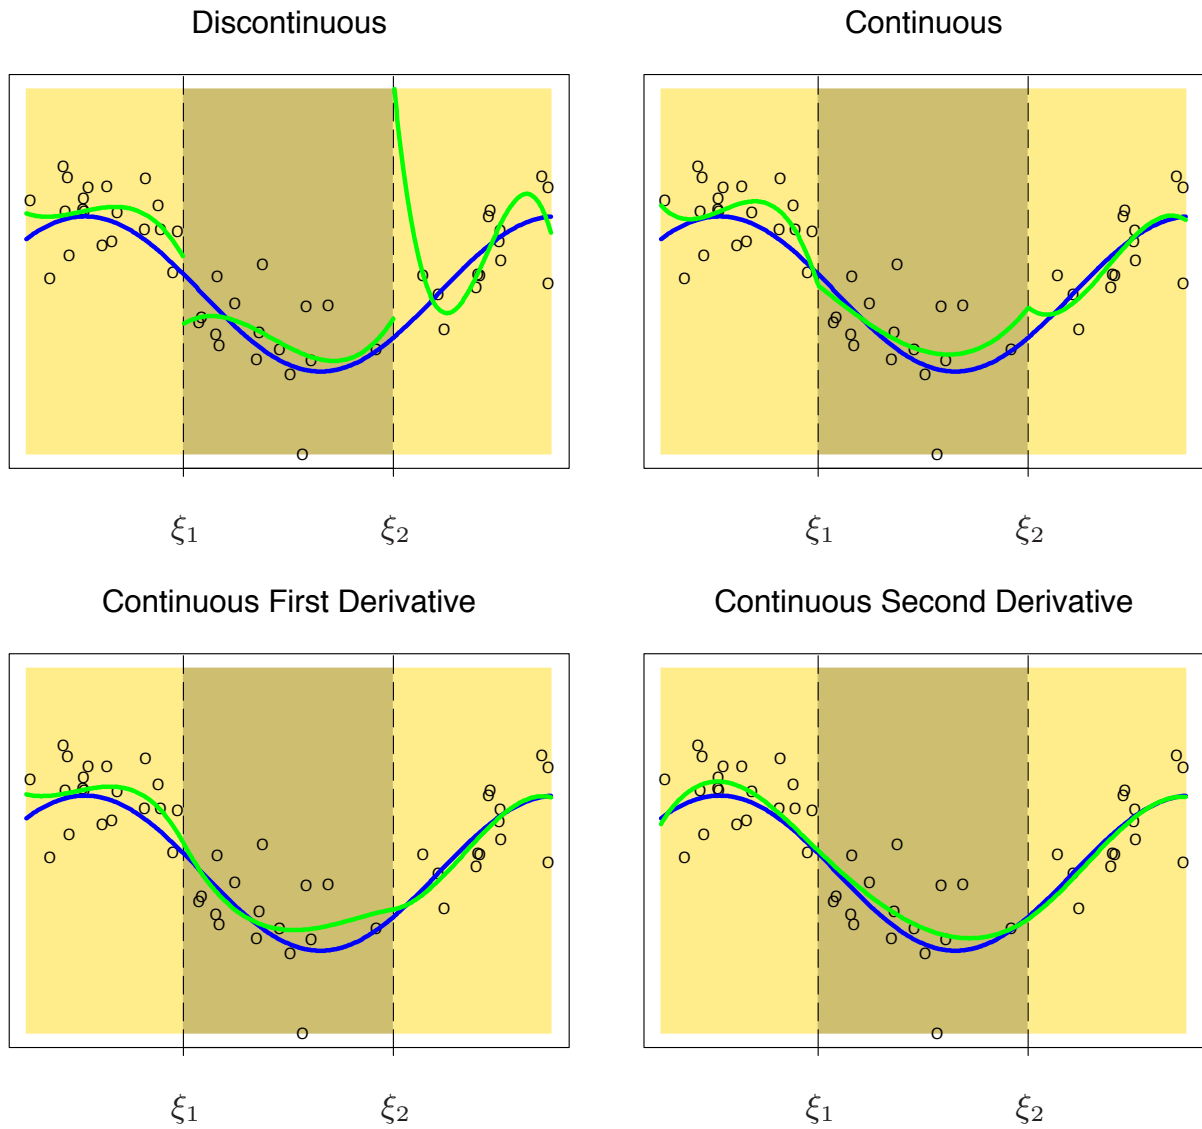 Discontinuous
Continuous
ξ₁ ξ₂
ξ₁ ξ₂
Continuous First Derivative
Continuous Second Derivative
ξ₁ ξ₂
ξ₁ ξ₂